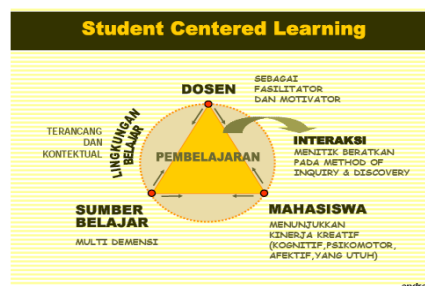 Student Centered Learning
DOSEN
SEBAGAI
FASILITATOR
DAN MOTIVATOR
TERANCANG
DAN
KONTEKTUAL
LINGKUNGAN
BELAJAR
PEMBELAJARAN
INTERAKSI
MENITIK BERATKAN
PADA METHOD OF
INQUIRY & DISCOVERY
SUMBER
BELAJAR
MULTI DEMENSI
MAHASISWA
MENUNJUKKAN
KINERJA KREATIF
(KOGNITIF,PSIKOMOTOR,
AFEKTIF,YANG UTUH)